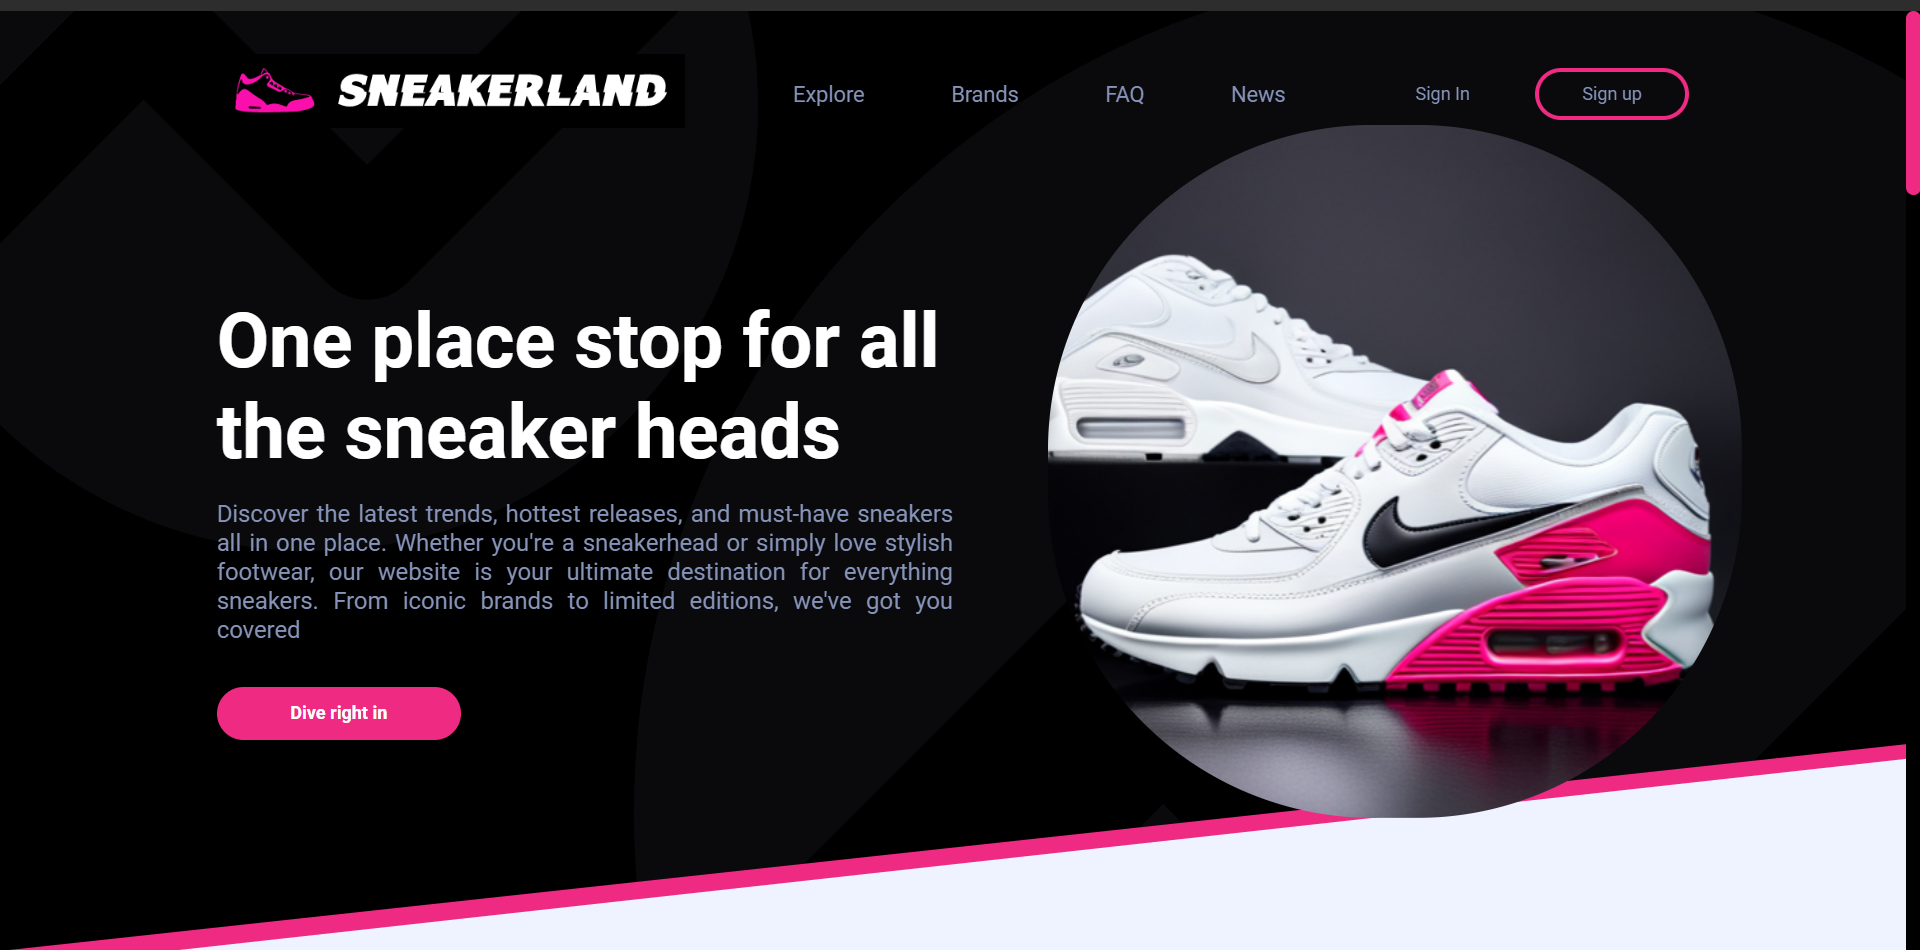 SNEAKERLAND
Explore
Brands
FAQ
News
Sign In
Sign up
One place stop for all
the sneaker heads
Discover the latest trends, hottest releases, and must-have sneakers
all in one place. Whether you're a sneakerhead or simply love stylish
footwear, our website is your ultimate destination for everything
sneakers. From iconic brands to limited editions, we've got you
covered
Dive right in